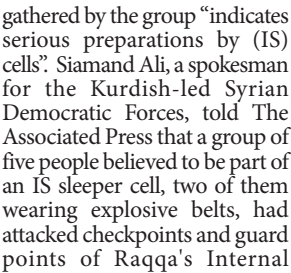 gathered by the group “indicates
serious preparations by (IS)
cells”. Siamand Ali, a spokesman
for the Kurdish-led Syrian
Democratic Forces, told The
Associated Press that a group of
five people believed to be part of
an IS sleeper cell, two of them
wearing explosive belts, had
attacked checkpoints and guard
points of Raqqa's Internal